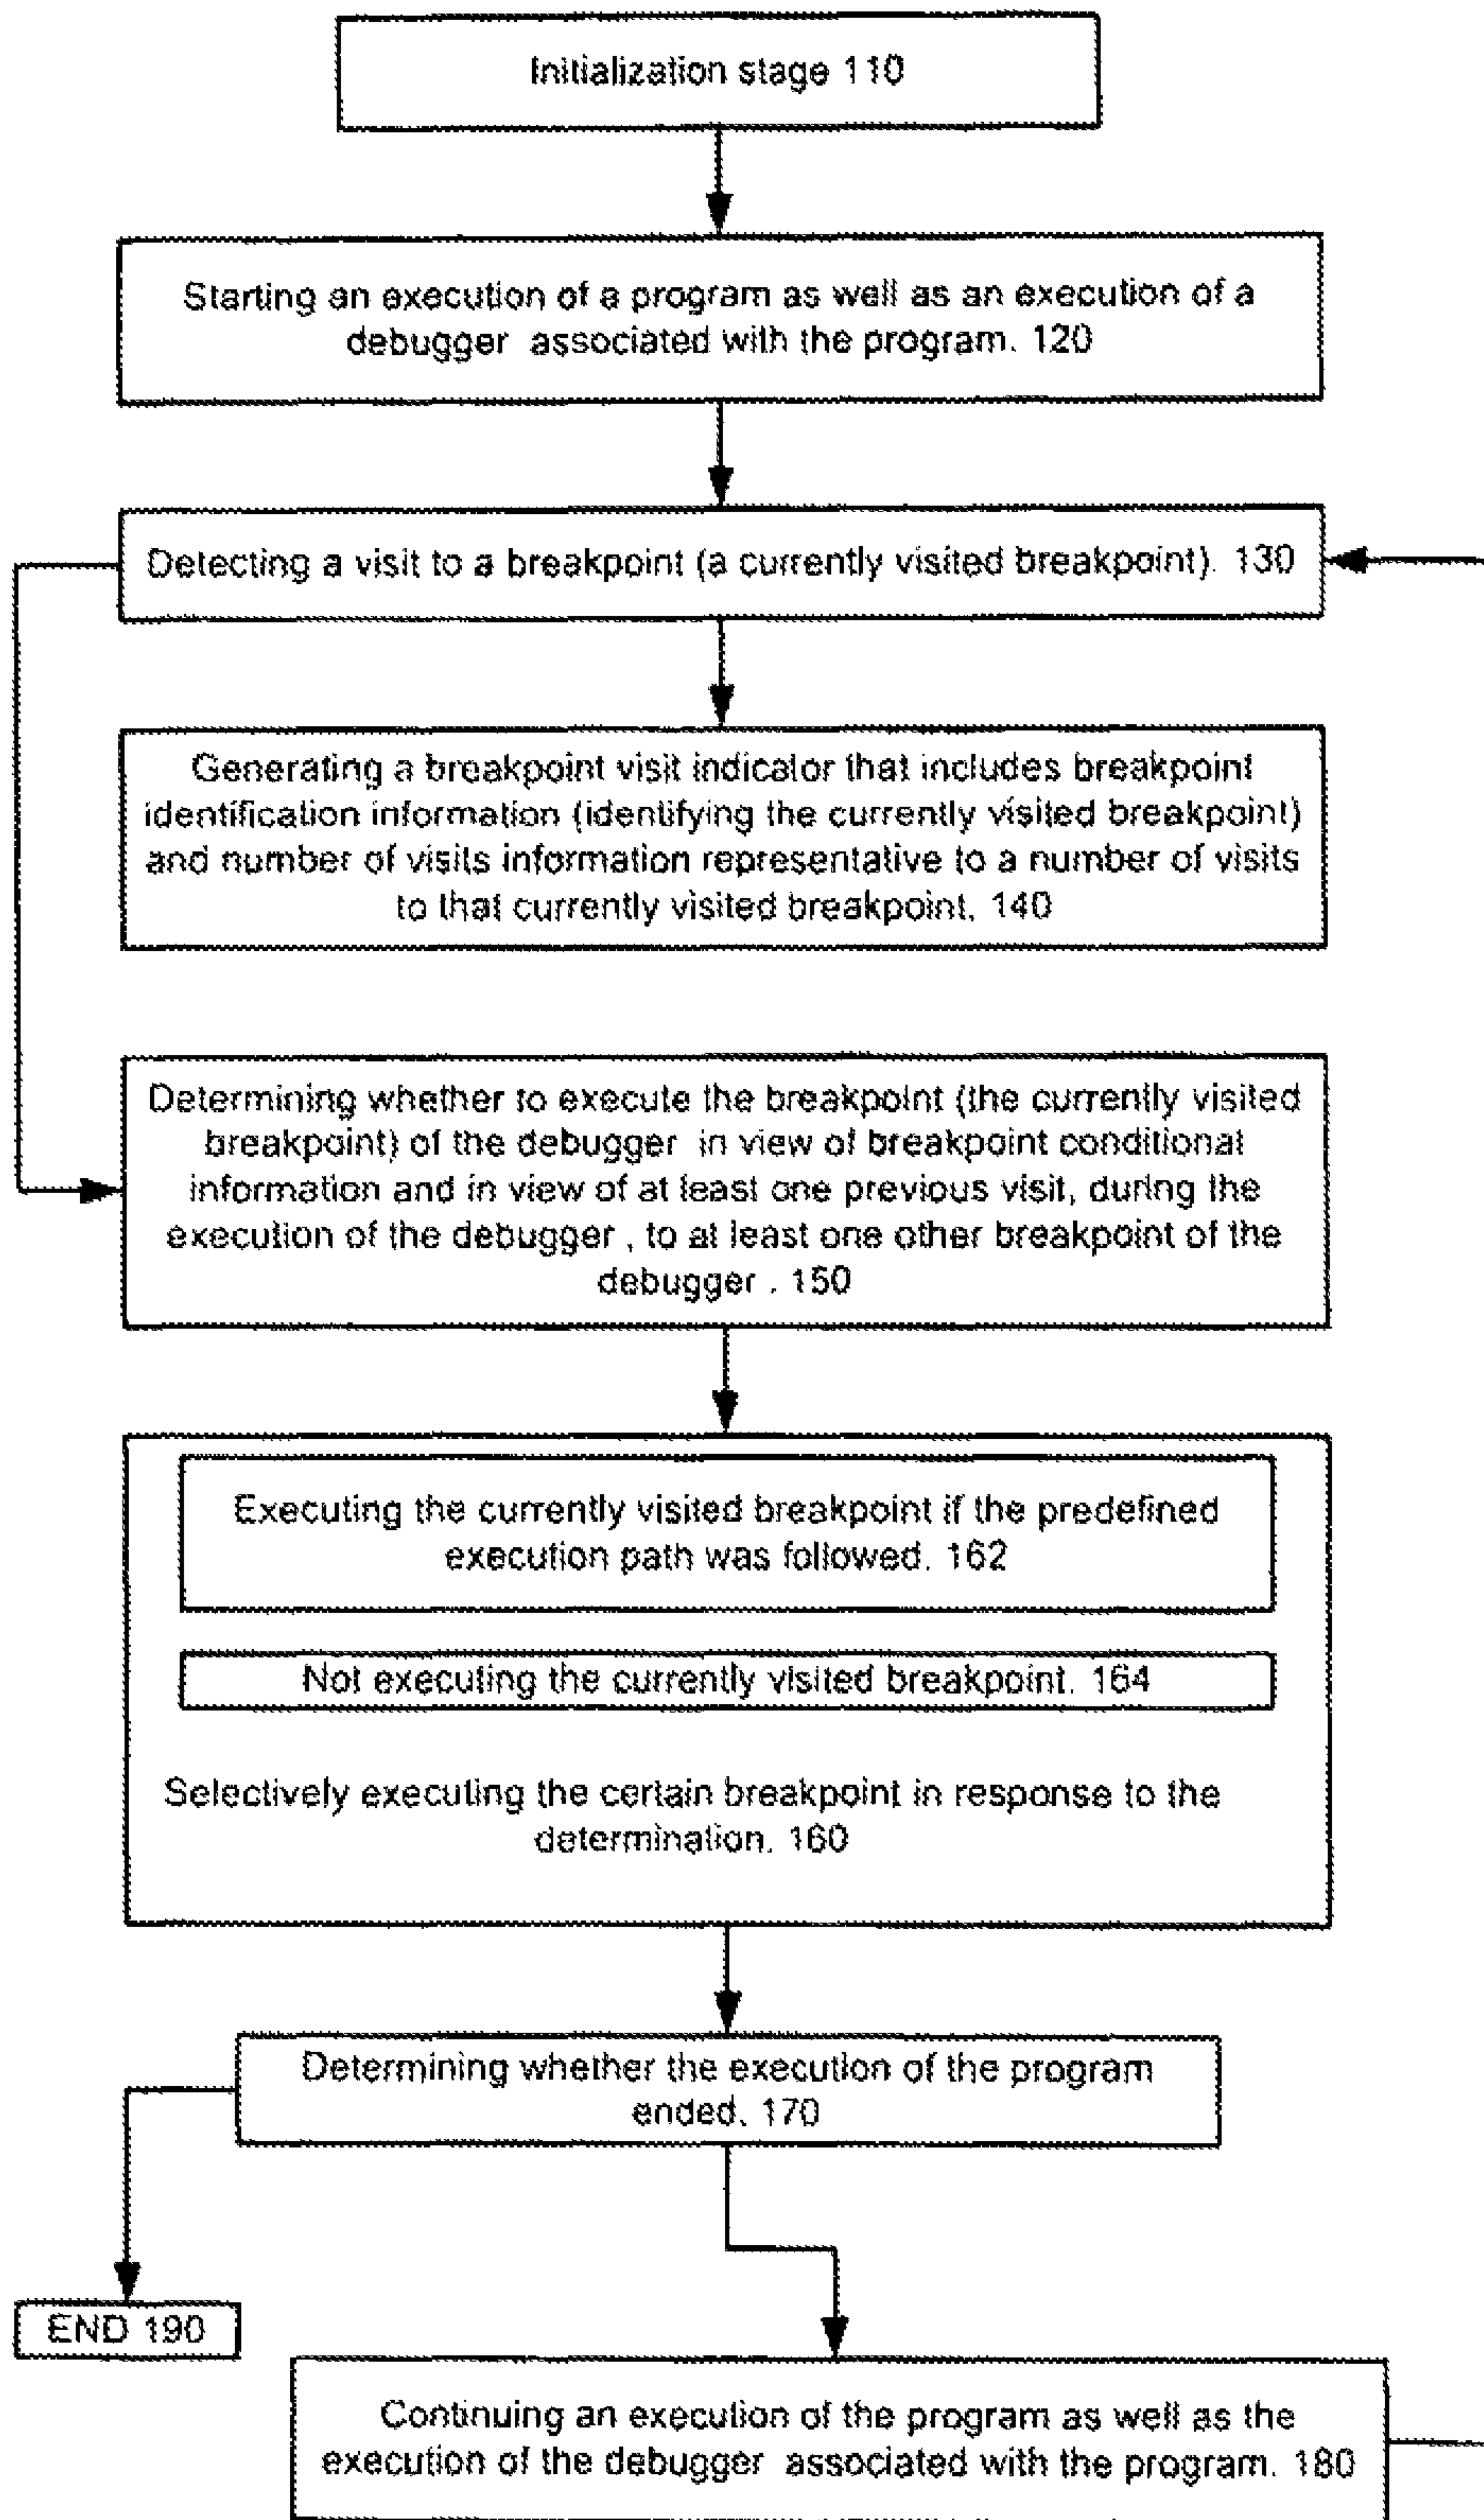 Initialization stage 110
Starting an execution of a program as well as an execution of a
debugger associated with the program. 120
Detecting a visit to a breakpoint (a currently visited breakpoint). 130
Generating a breakpoint visit indicator that includes breakpoint
identification information (identifying the currently visited breakpoint)
and number of visits information representative to a number of visits
to that currently visited breakpoint. 140
Determining whether to execute the breakpoint (the currently visited
breakpoint) of the debugger in view of breakpoint conditional
information and in view of at least one previous visit, during the
execution of the debugger , to at least one other breakpoint of the
debugger . 150
Executing the currently visited breakpoint if the predefined
execution path was followed. 162
Not executing the currently visited breakpoint. 164
Selectively executing the certain breakpoint in response to the
determination. 160
Determining whether the execution of the program
ended. 170
END 190
Continuing an execution of the program as well as the
execution of the debugger associated with the program. 180